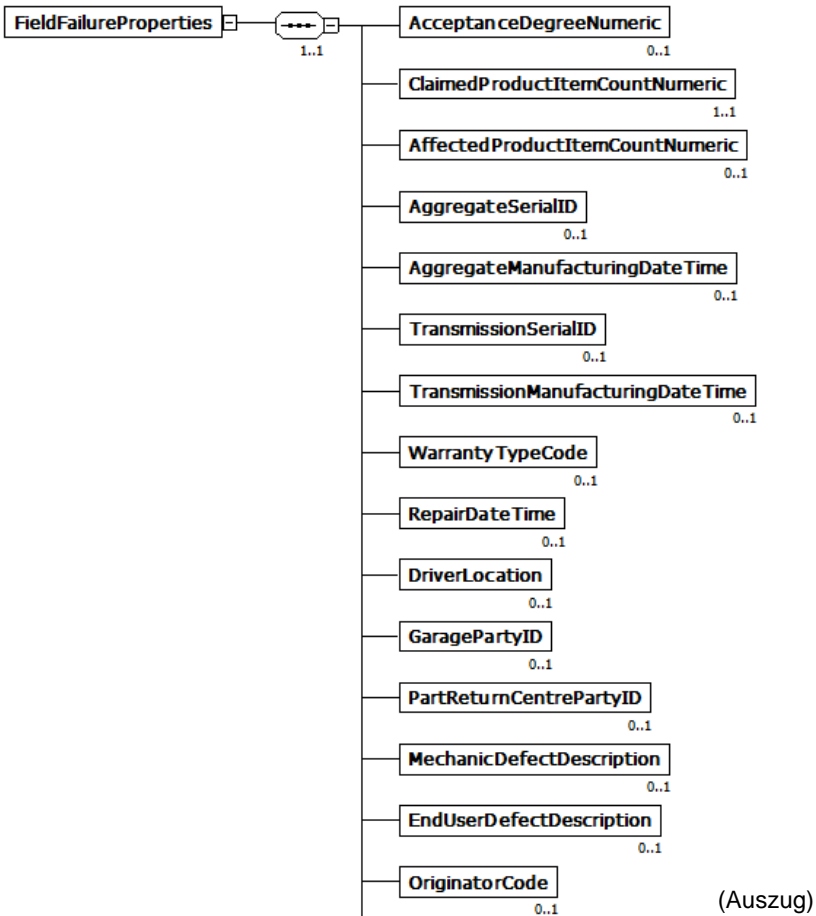 FieldFailureProperties
1..1
AcceptanceDegreeNumeric
0..1
ClaimedProductItemCountNumeric
1..1
AffectedProductItemCountNumeric
0..1
AggregateSerialID
0..1
AggregateManufacturingDateTime
0..1
TransmissionSerialID
0..1
TransmissionManufacturingDateTime
0..1
WarrantyTypeCode
0..1
RepairDateTime
0..1
DriverLocation
0..1
GaragePartyID
0..1
PartReturnCentrePartyID
0..1
MechanicDefectDescription
0..1
EndUserDefectDescription
0..1
OriginatorCode
0..1
(Auszug)